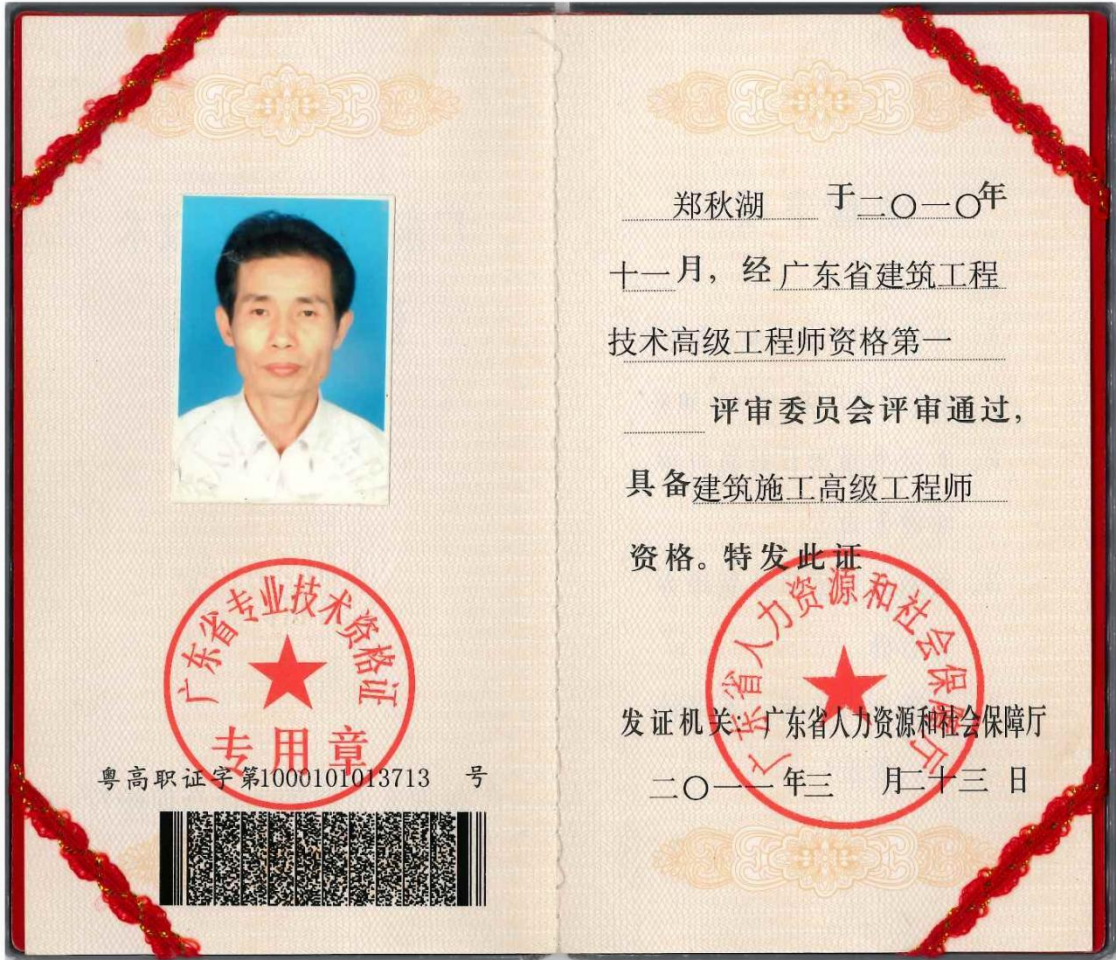 广东省专业技术资格证
专用章
粤高职证字第1000101013713 号
郑秋湖 于二〇一〇年
十一月，经广东省建筑工程
技术高级工程师资格第一
评审委员会评审通过，
具备建筑施工高级工程师
资格。特发此证
广东省人力资源和社会保障厅
发证机关：广东省人力资源和社会保障厅
二〇一一年三 月二十三日